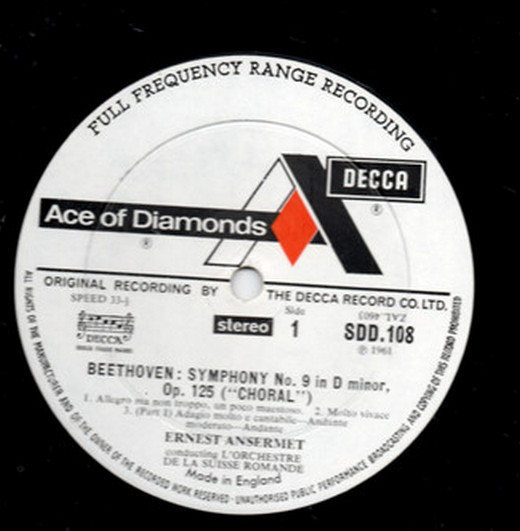 FULL FREQUENCY RANGE RECORDING
DECCA
®
Ace of Diamonds
®
ORIGINAL RECORDING BY THE DECCA RECORD CO. LTD.
SPEED 33⅓
Side
DECCA
stereo 1
SDD.108
℗ 1961
BEETHOVEN: SYMPHONY No. 9 in D minor,
Op. 125 ("CHORAL")
1. Allegro ma non troppo, un poco maestoso. 2. Molto vivace
3. (Part 1) Adagio molto e cantabile—Andante
moderato—Andante
ERNEST ANSERMET
conducting L'ORCHESTRE
DE LA SUISSE ROMANDE
Made in England
ALL RIGHTS OF THE MANUFACTURER AND OF THE OWNER OF THE RECORDED WORK RESERVED · UNAUTHORISED PUBLIC PERFORMANCE BROADCASTING AND COPYING OF THIS RECORD PROHIBITED